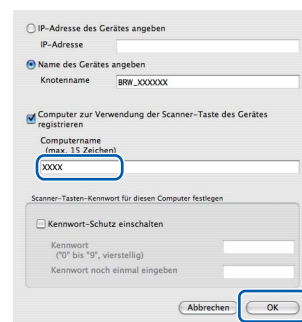 IP-Adresse des Gerätes angeben
IP-Adresse
Name des Gerätes angeben
Knotenname BRW_XXXXXX
Computer zur Verwendung der Scanner-Taste des Gerätes
registrieren
Computername
(max. 15 Zeichen)
XXXX
Scanner-Tasten-Kennwort für diesen Computer festlegen
Kennwort-Schutz einschalten
Kennwort
("0" bis "9", vierstellig)
Kennwort noch einmal eingeben
Abbrechen OK